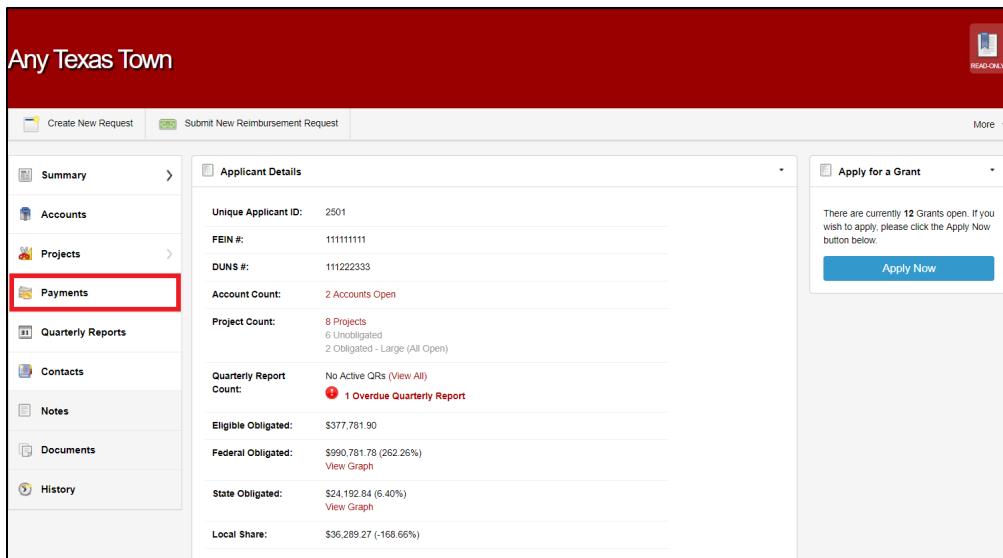 Any Texas Town
READ-ONLY
Create New Request
Submit New Reimbursement Request
More
Summary
Accounts
Projects
Payments
Quarterly Reports
Contacts
Notes
Documents
History
Applicant Details
Unique Applicant ID: 2501
FEIN #: 111111111
DUNS #: 111222333
Account Count: 2 Accounts Open
Project Count: 8 Projects
6 Unobligated
2 Obligated - Large (All Open)
Quarterly Report Count: No Active QRs (View All)
1 Overdue Quarterly Report
Eligible Obligated: $377,781.90
Federal Obligated: $990,781.78 (262.26%)
View Graph
State Obligated: $24,192.84 (6.40%)
View Graph
Local Share: $36,289.27 (-168.66%)
Apply for a Grant
There are currently 12 Grants open. If you
wish to apply, please click the Apply Now
button below.
Apply Now